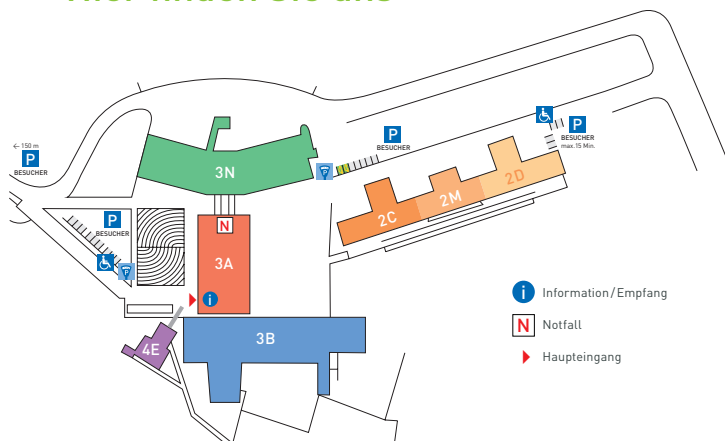 ← 150 m
P
BESUCHER
P
BESUCHER
P
BESUCHER
max. 15 Min.
3N
P
2D
2M
2C
P
BESUCHER
N
3A
P
i
3B
4E
i Information/Empfang
N Notfall
Haupteingang